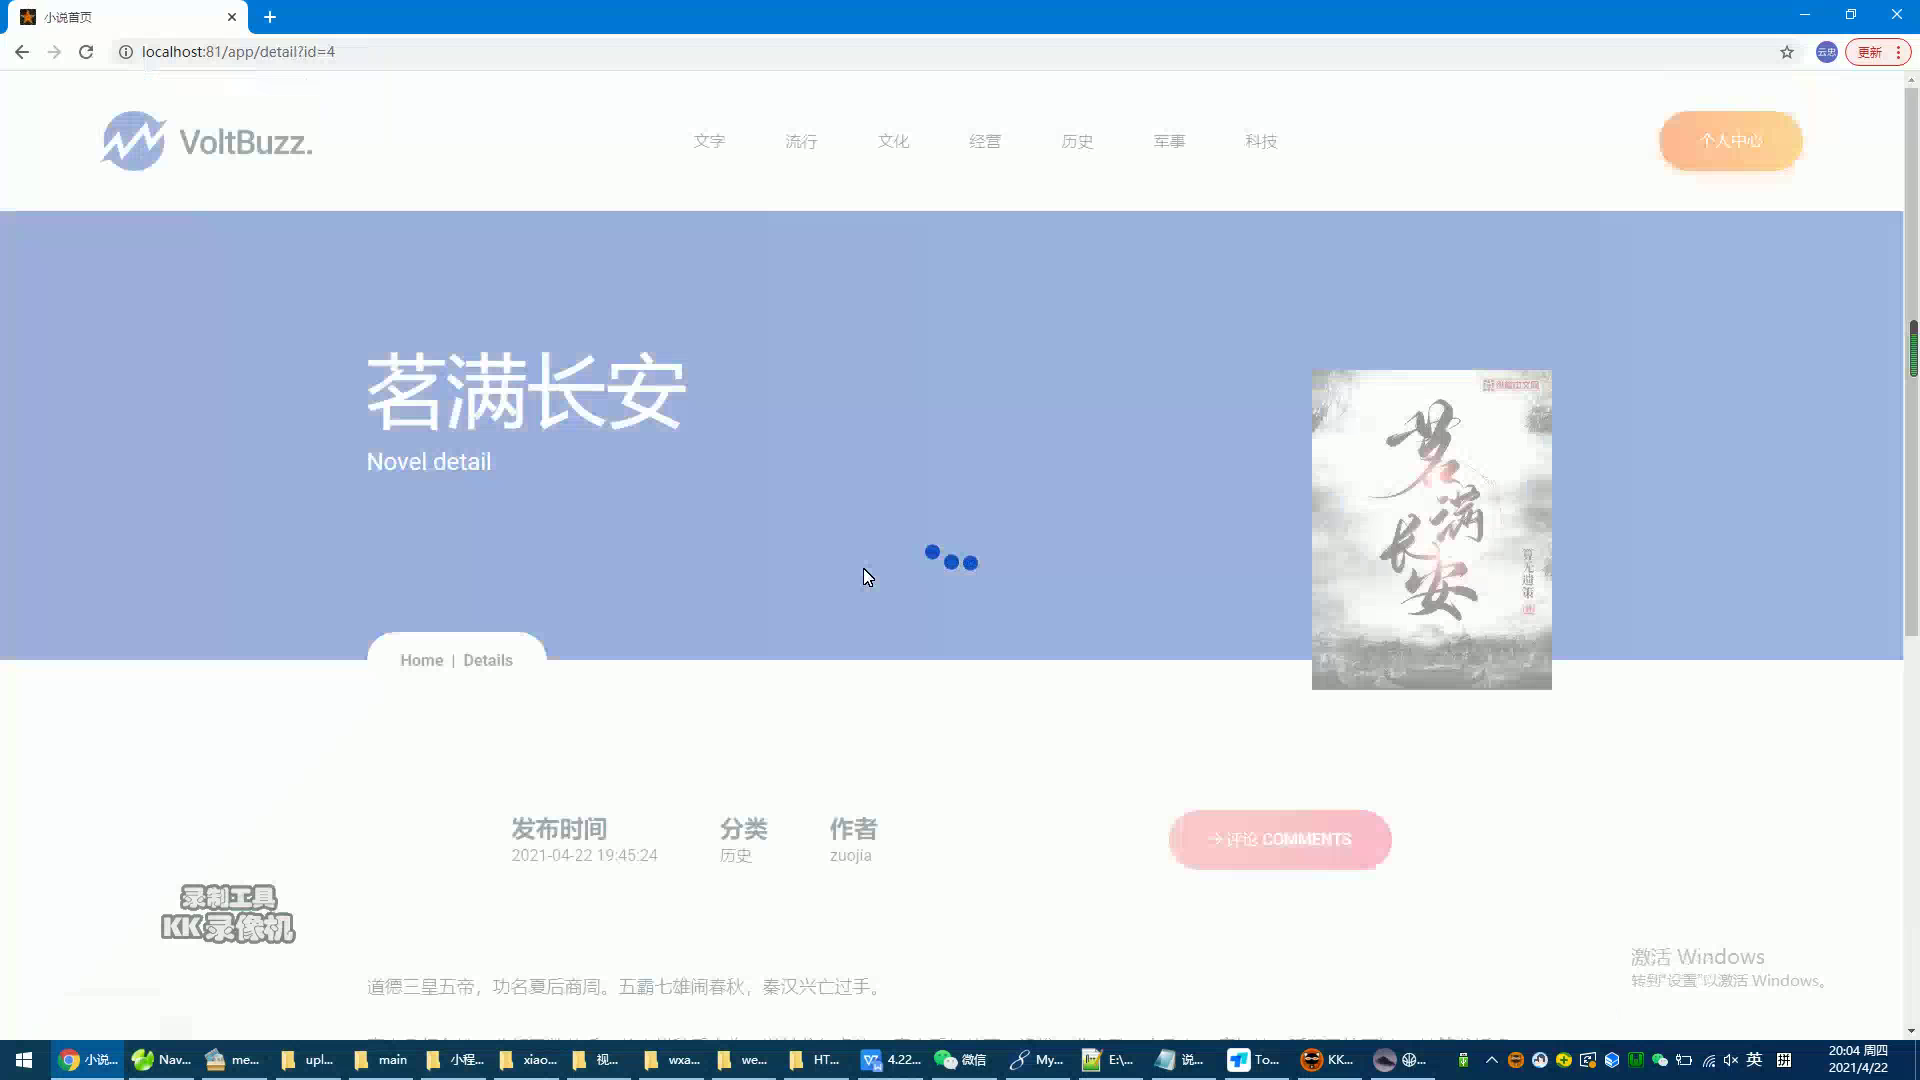 小说首页
localhost:81/app/detail?id=4
云忠
更新
VoltBuzz.
文字 流行 文化 经营 历史 军事 科技
个人中心
茗满长安
Novel detail
茗
满
长
安
Home | Details
发布时间 分类 作者
2021-04-22 19:45:24 历史 zuojia
→ 评论 COMMENTS
录制工具
KK录像机
激活 Windows
转到"设置"以激活 Windows。
道德三皇五帝，功名夏后商周。五霸七雄闹春秋，秦汉兴亡过手。
小说... Nav... me... upl... main 小程... xiao... 视... wxa... we... HT... 4.22... 微信 My... E:\... 说... To... KK... 英
20:04 周四
2021/4/22